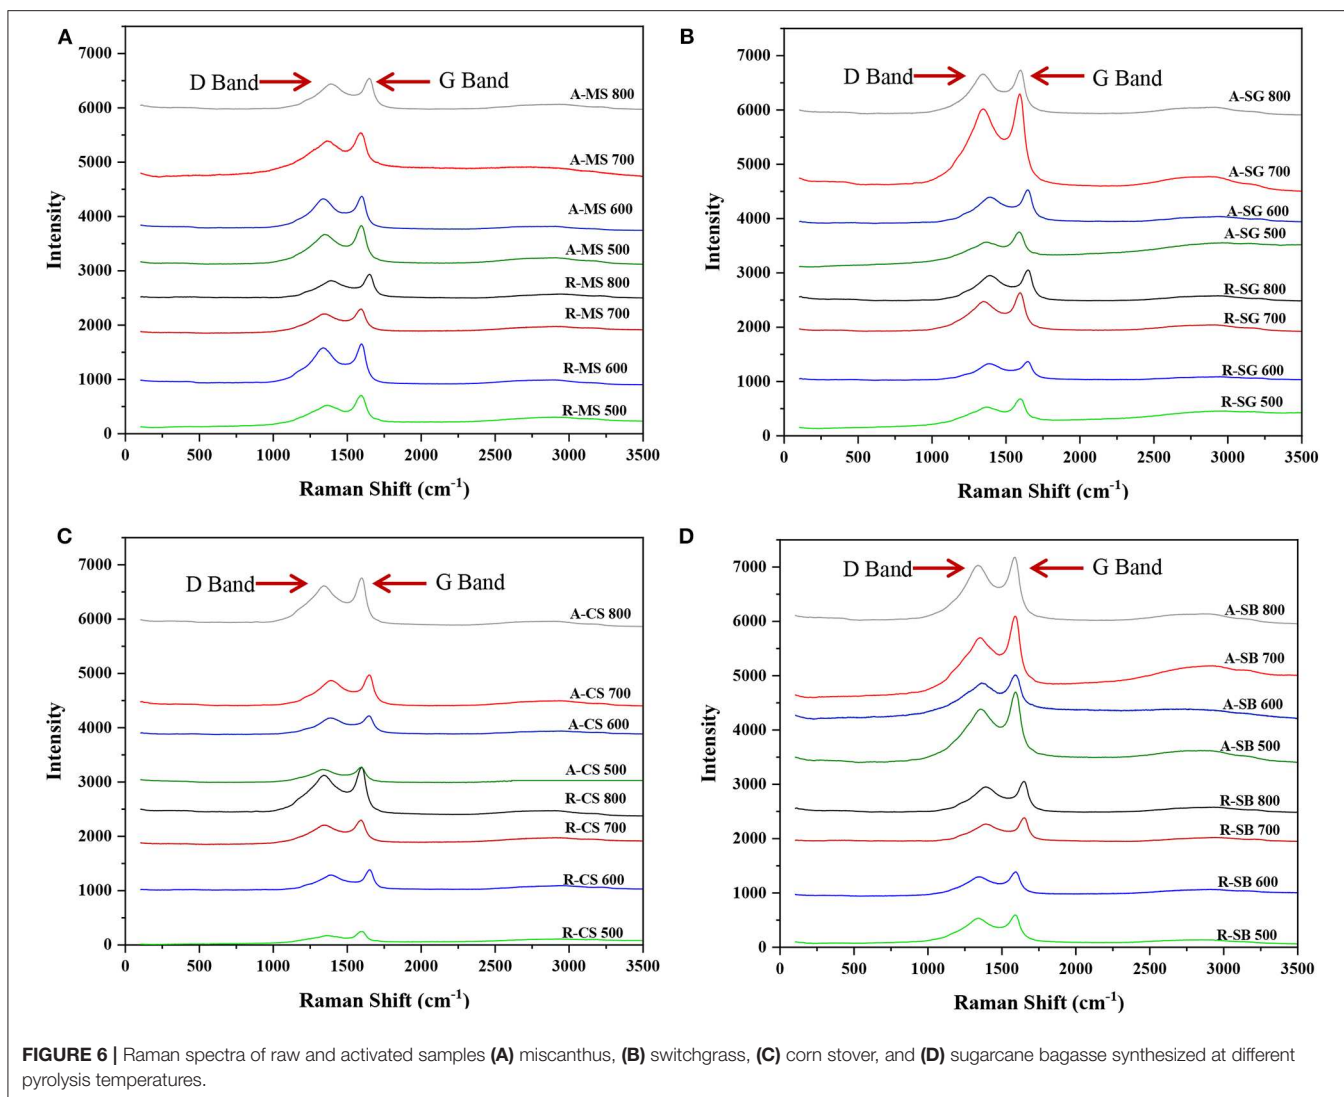 A
7000
6000
5000
4000
3000
2000
1000
0
Intensity
D Band
G Band
A-MS 800
A-MS 700
A-MS 600
A-MS 500
R-MS 800
R-MS 700
R-MS 600
R-MS 500
0 500 1000 1500 2000 2500 3000 3500
Raman Shift (cm-1)
B
7000
6000
5000
4000
3000
2000
1000
0
Intensity
D Band
G Band
A-SG 800
A-SG 700
A-SG 600
A-SG 500
R-SG 800
R-SG 700
R-SG 600
R-SG 500
0 500 1000 1500 2000 2500 3000 3500
Raman Shift (cm-1)
C
7000
6000
5000
4000
3000
2000
1000
0
Intensity
D Band
G Band
A-CS 800
A-CS 700
A-CS 600
A-CS 500
R-CS 800
R-CS 700
R-CS 600
R-CS 500
0 500 1000 1500 2000 2500 3000 3500
Raman Shift (cm-1)
D
7000
6000
5000
4000
3000
2000
1000
0
Intensity
D Band
G Band
A-SB 800
A-SB 700
A-SB 600
A-SB 500
R-SB 800
R-SB 700
R-SB 600
R-SB 500
0 500 1000 1500 2000 2500 3000 3500
Raman Shift (cm-1)
FIGURE 6 | Raman spectra of raw and activated samples (A) miscanthus, (B) switchgrass, (C) corn stover, and (D) sugarcane bagasse synthesized at different
pyrolysis temperatures.